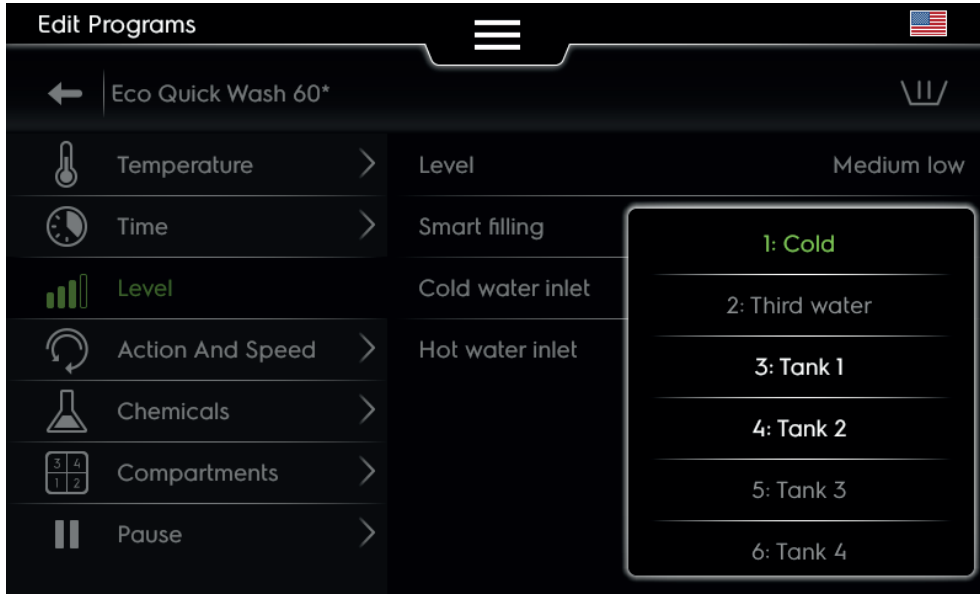 Edit Programs
Eco Quick Wash 60*
Temperature
Time
Level
Action And Speed
Chemicals
3 4
1 2
Compartments
Pause
Level Medium low
Smart filling
Cold water inlet
Hot water inlet
1: Cold
2: Third water
3: Tank 1
4: Tank 2
5: Tank 3
6: Tank 4